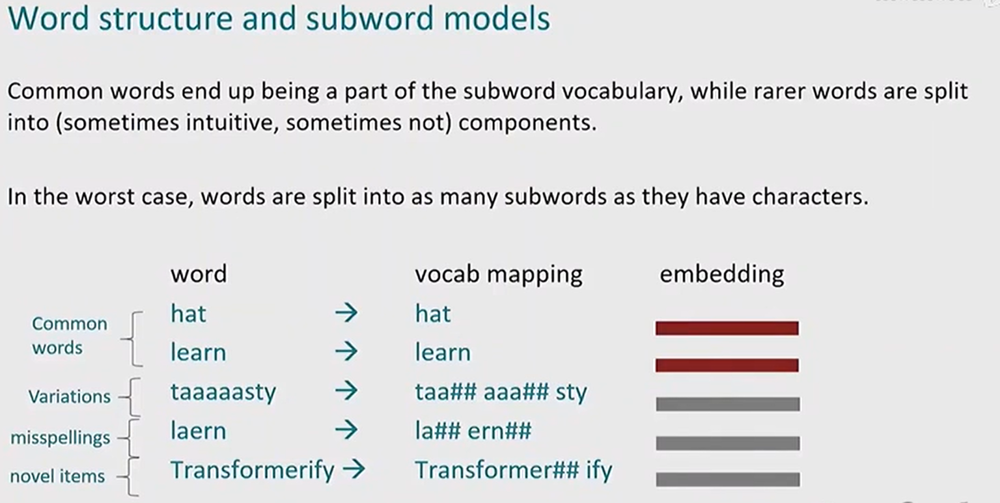 Word structure and subword models
Common words end up being a part of the subword vocabulary, while rarer words are split
into (sometimes intuitive, sometimes not) components.
In the worst case, words are split into as many subwords as they have characters.
word vocab mapping embedding
Common words hat → hat
learn → learn
Variations taaaaasty → taa## aaa## sty
misspellings laern → la## ern##
novel items Transformerify → Transformer## ify